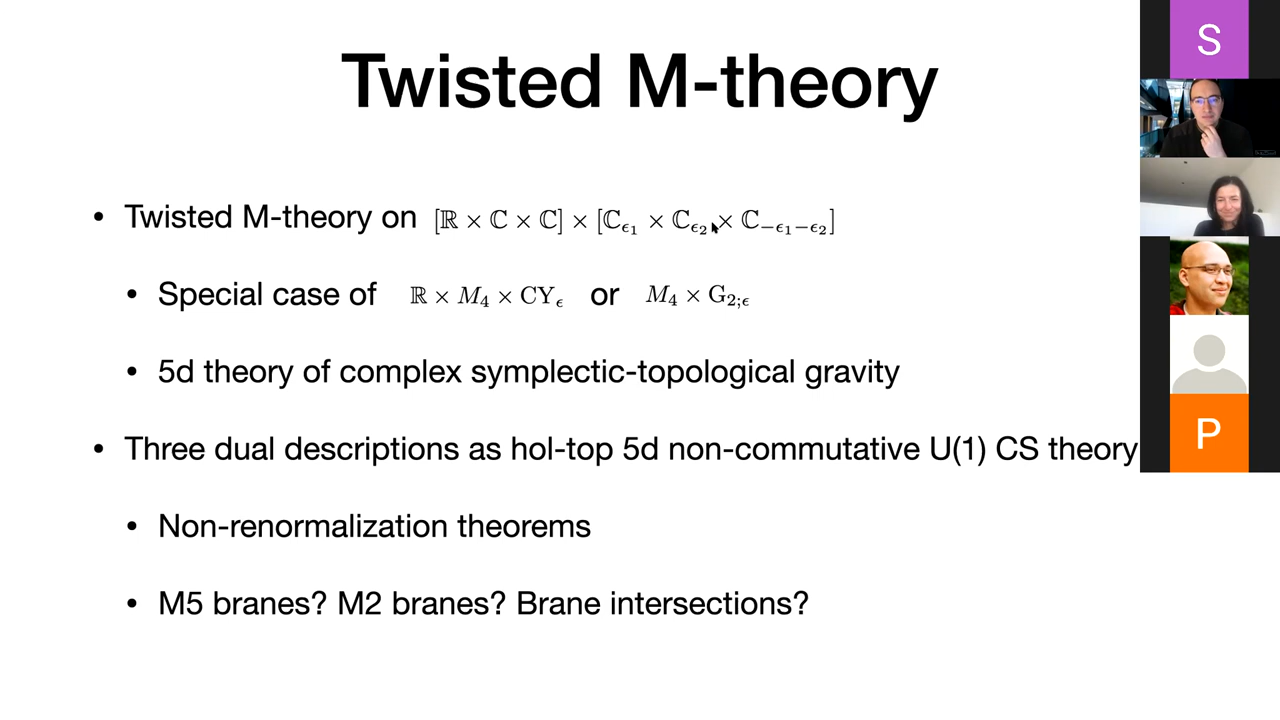 Twisted M-theory
• Twisted M-theory on [ℝ × ℂ × ℂ] × [ℂ_{ϵ₁} × ℂ_{ϵ₂} × ℂ_{−ϵ₁−ϵ₂}]
• Special case of ℝ × M₄ × CY_ϵ or M₄ × G_{2;ϵ}
• 5d theory of complex symplectic-topological gravity
• Three dual descriptions as hol-top 5d non-commutative U(1) CS theory
• Non-renormalization theorems
• M5 branes? M2 branes? Brane intersections?
S
P